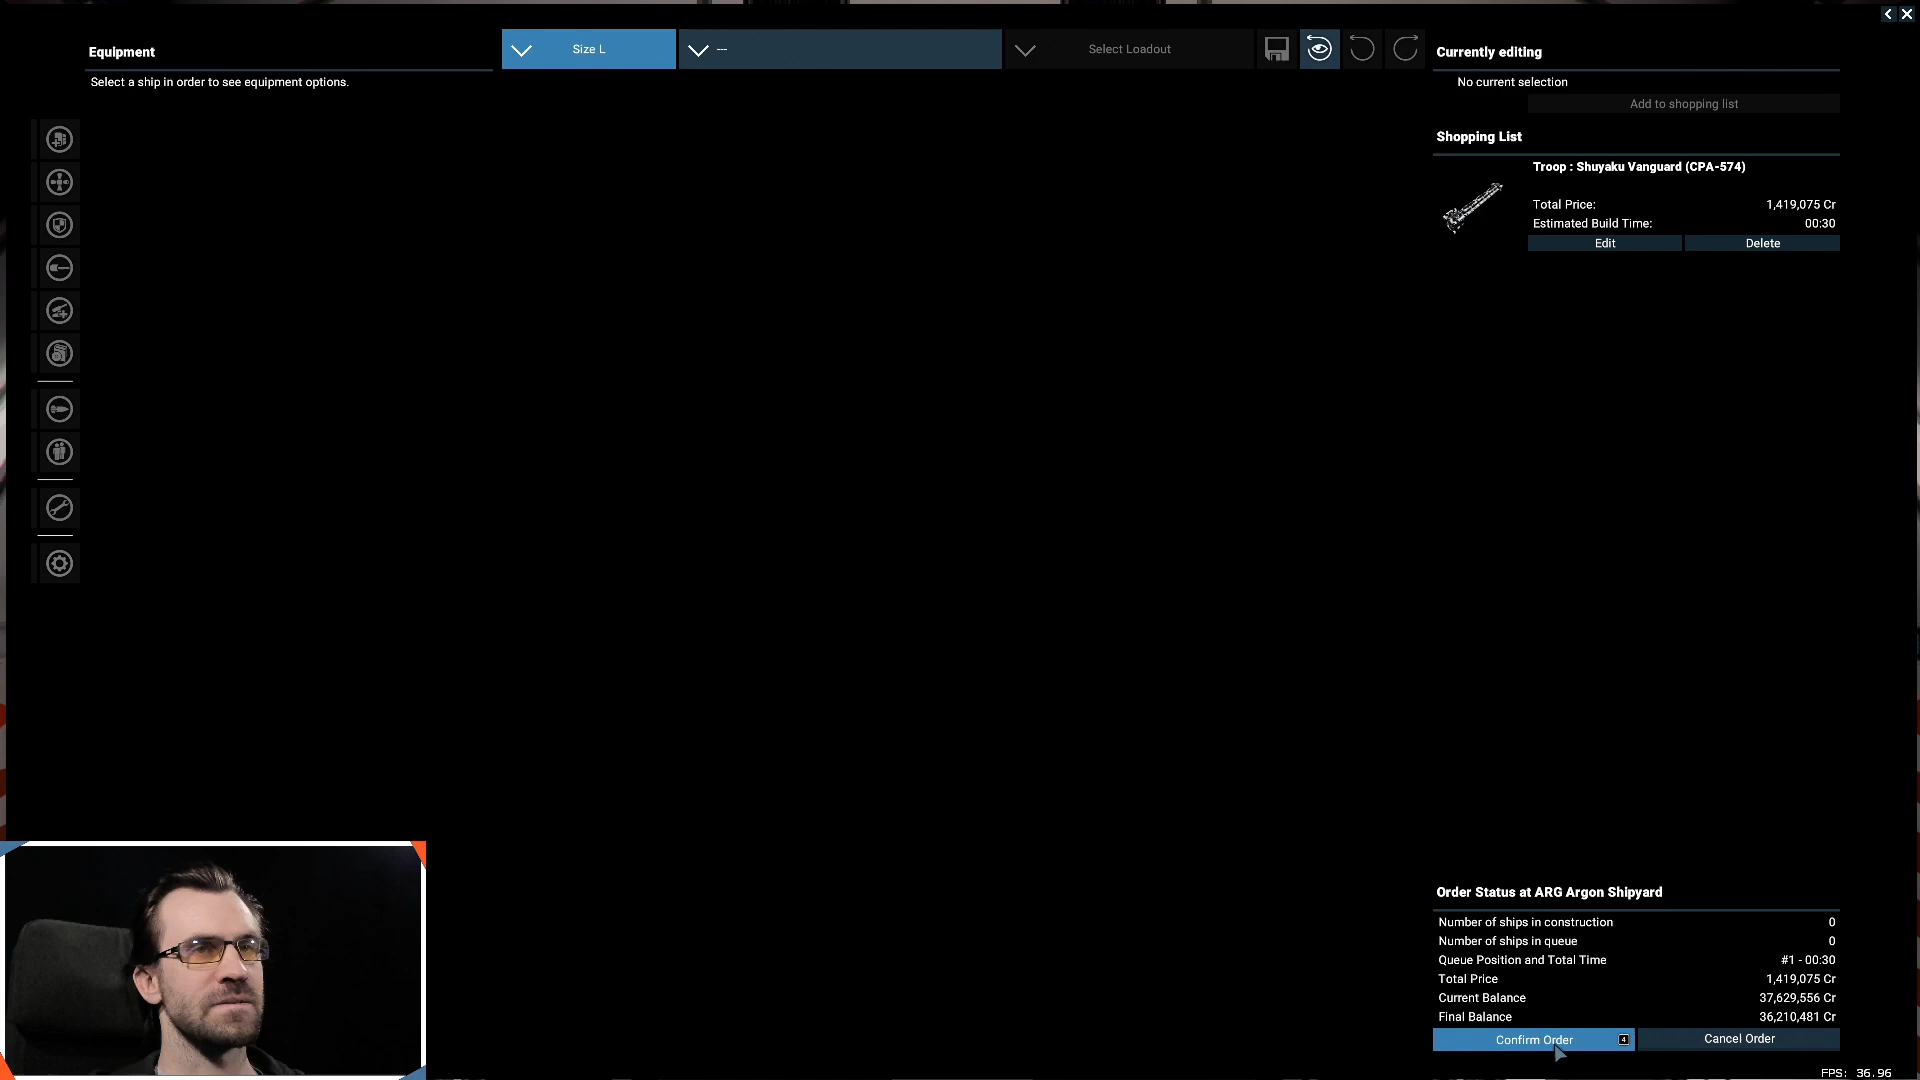 Equipment
Select a ship in order to see equipment options.
Size L
---
Select Loadout
Currently editing
No current selection
Add to shopping list
Shopping List
Troop : Shuyaku Vanguard (CPA-574)
Total Price: 1,419,075 Cr
Estimated Build Time: 00:30
Edit Delete
Order Status at ARG Argon Shipyard
Number of ships in construction 0
Number of ships in queue 0
Queue Position and Total Time #1 - 00:30
Total Price 1,419,075 Cr
Current Balance 37,629,556 Cr
Final Balance 36,210,481 Cr
Confirm Order 4 Cancel Order
FPS: 36.96